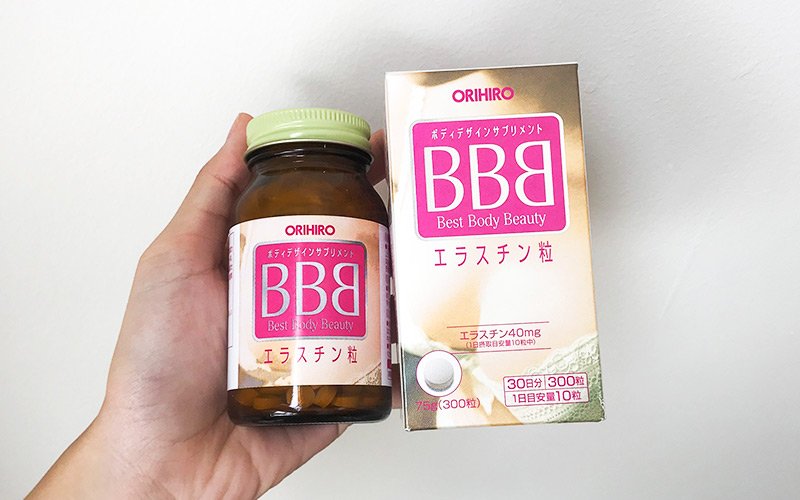 ORIHIRO
ボディデザインサプリメント
BBB
Best Body Beauty
エラスチン粒
ORIHIRO
ボディデザインサプリメント
BBB
Best Body Beauty
エラスチン粒
エラスチン40mg
(1日摂取目安量10粒中)
75g(300粒)
30日分 300粒
1日目安量10粒